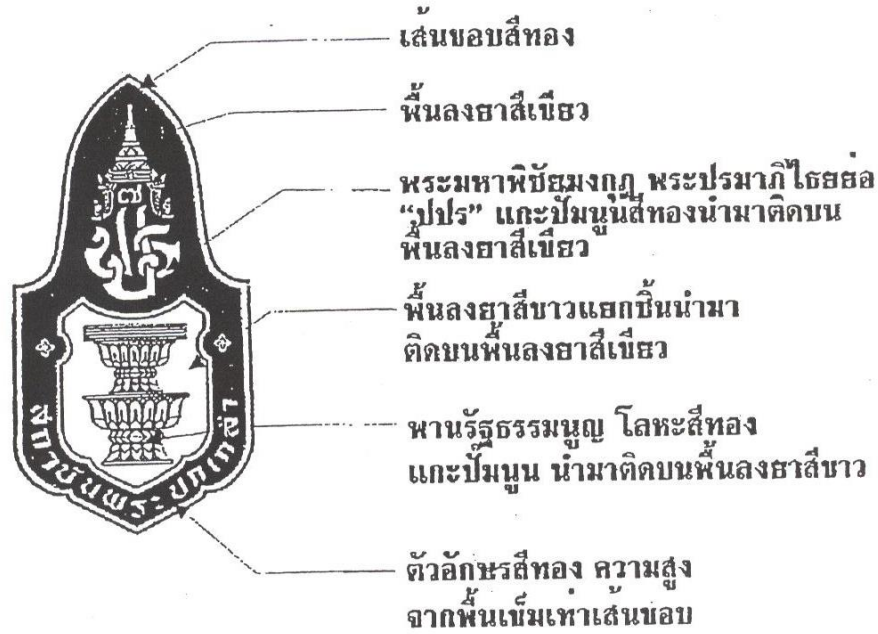 เส้นขอบสีทอง
พื้นลงยาสีเขียว
พระมหาพิชัยมงกุฎ พระปรมาภิไธยย่อ
“ปปร” แกะปั๊มนูนสีทองนำมาติดบน
พื้นลงยาสีเขียว
พื้นลงยาสีขาวแยกชิ้นนำมา
ติดบนพื้นลงยาสีเขียว
พานรัฐธรรมนูญ โลหะสีทอง
แกะปั๊มนูน นำมาติดบนพื้นลงยาสีขาว
ตัวอักษรสีทอง ความสูง
จากพื้นเข็มเท่าเส้นขอบ
๗
ปปร
สถาบันพระปกเกล้า